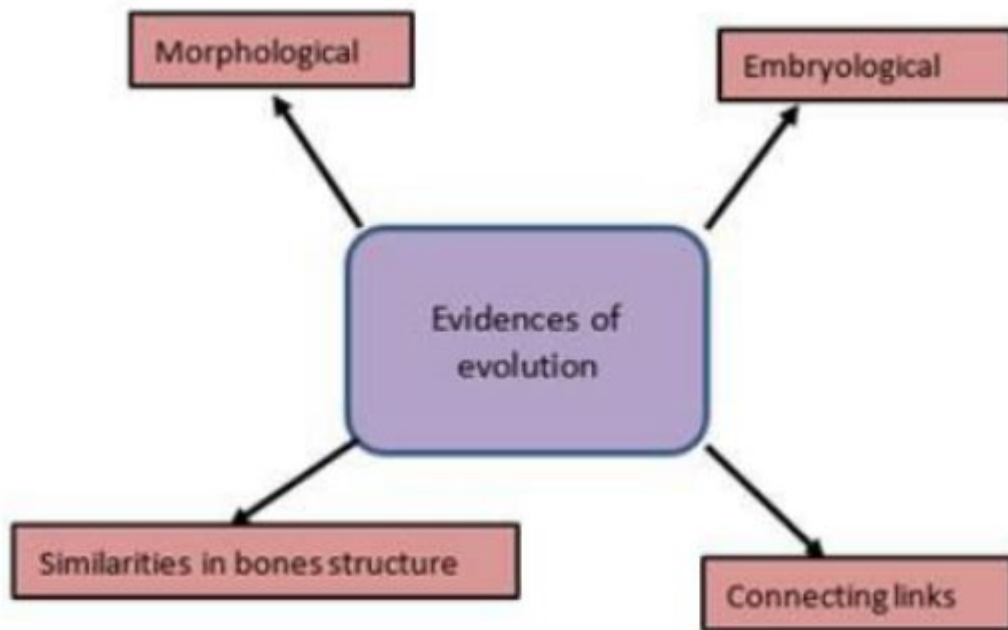 Morphological
Embryological
Evidences of
evolution
Similarities in bones structure
Connecting links